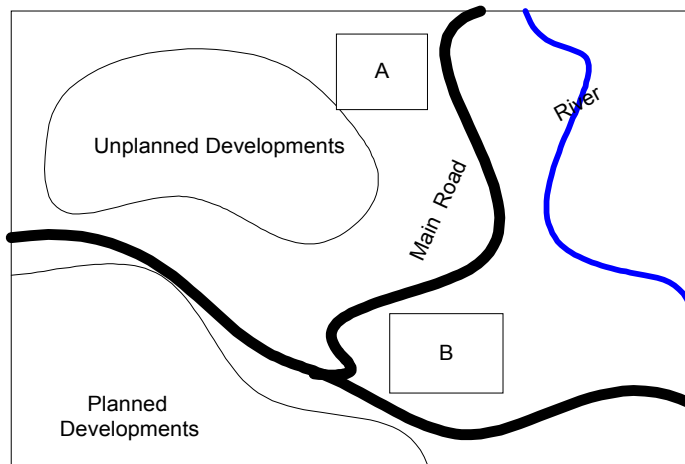 A
River
Unplanned Developments
Main Road
B
Planned
Developments